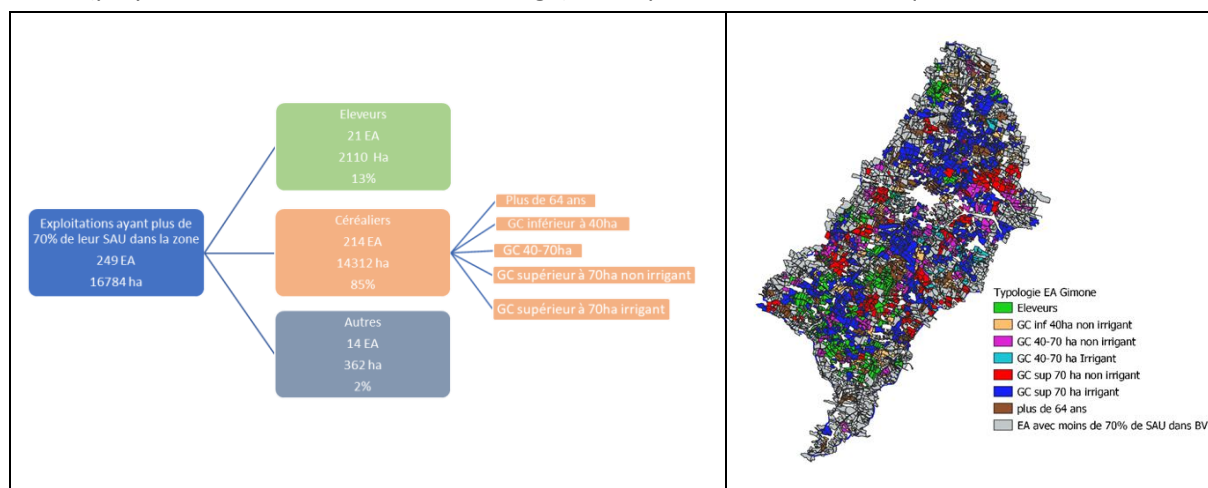 Exploitations ayant plus de
70% de leur SAU dans la zone
249 EA
16784 ha
Eleveurs
21 EA
2110 Ha
13%
Céréaliers
214 EA
14312 ha
85%
Autres
14 EA
362 ha
2%
Plus de 64 ans
GC inférieur à 40ha
GC 40-70ha
GC supérieur à 70ha non irrigant
GC supérieur à 70ha irrigant
Typologie EA Gimone
Eleveurs
GC inf 40ha non irrigant
GC 40-70 ha non irrigant
GC 40-70 ha Irrigant
GC sup 70 ha non irrigant
GC sup 70 ha irrigant
plus de 64 ans
EA avec moins de 70% de SAU dans BV